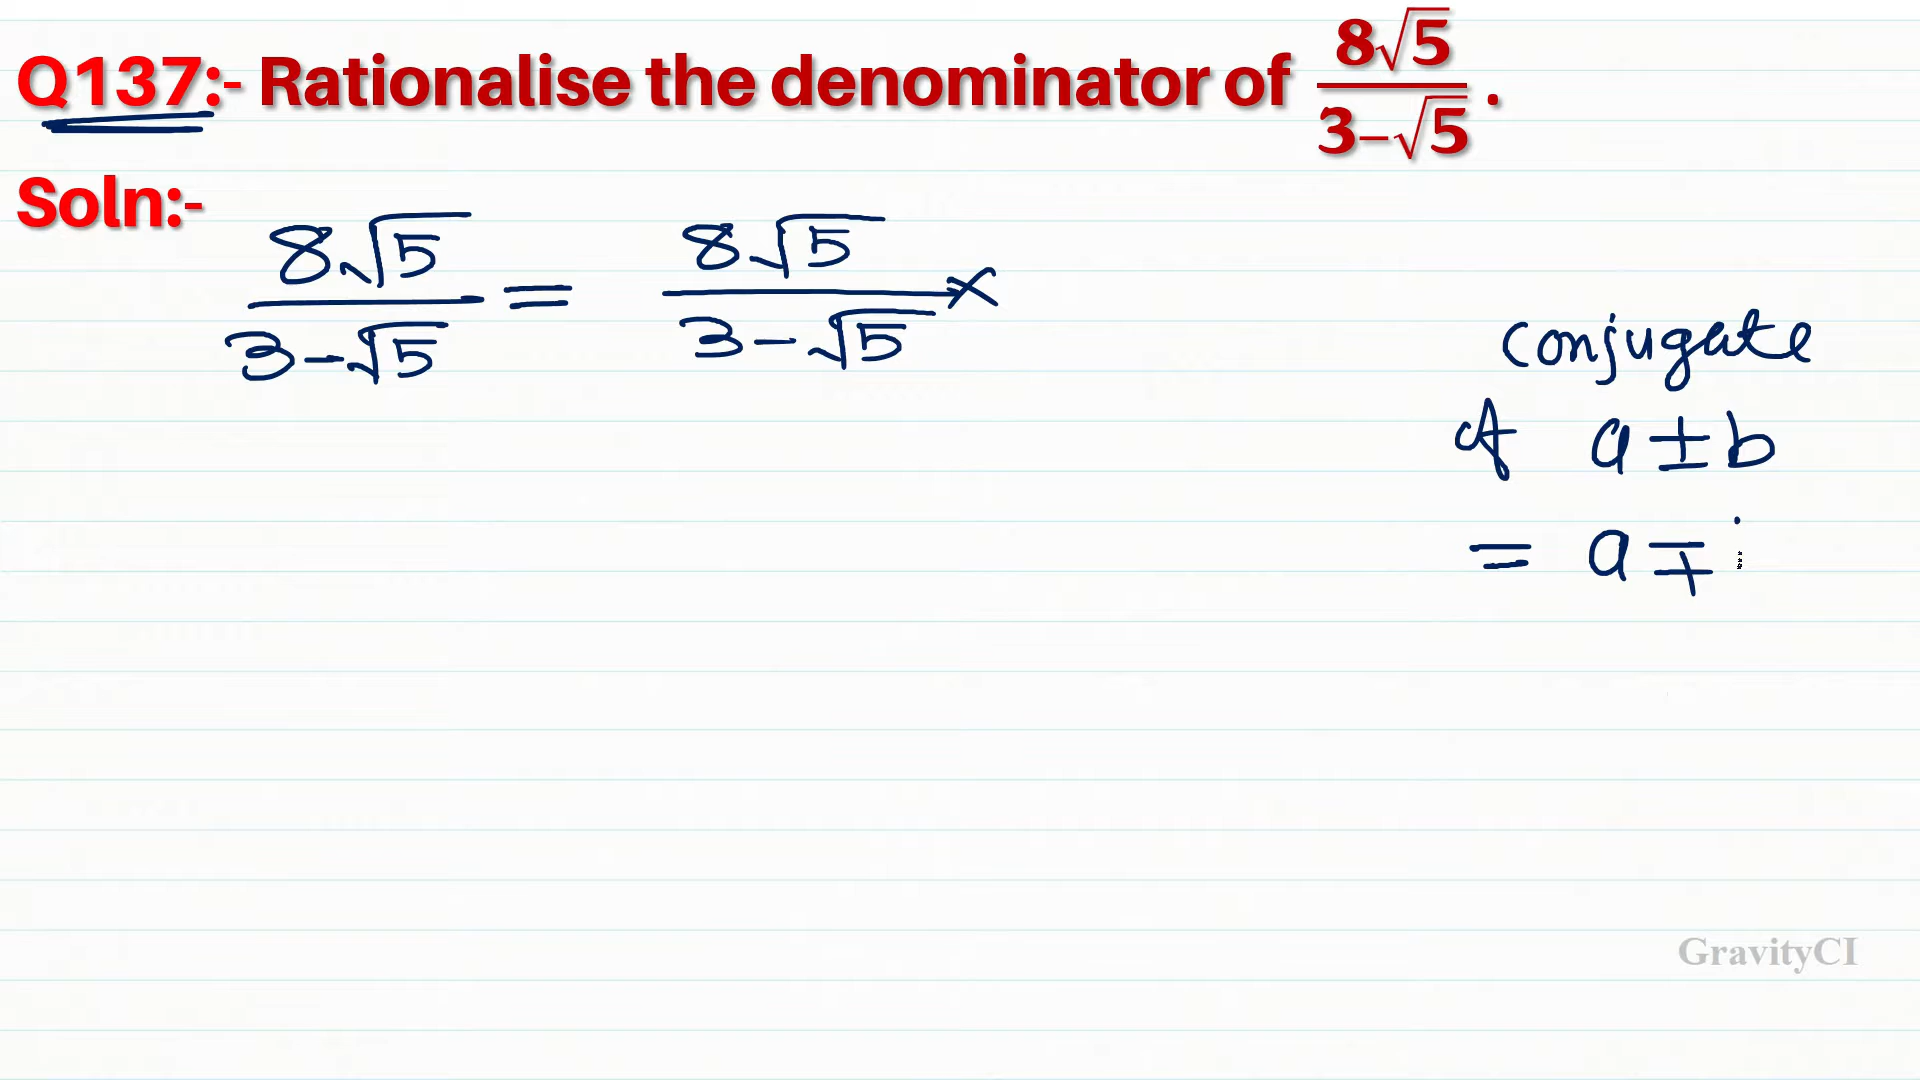 Q137:- Rationalise the denominator of 8√5/3−√5 .
Soln:-
8√5/3−√5 = 8√5/3−√5 ×
conjugate
of a ± b
= a ∓
GravityCI